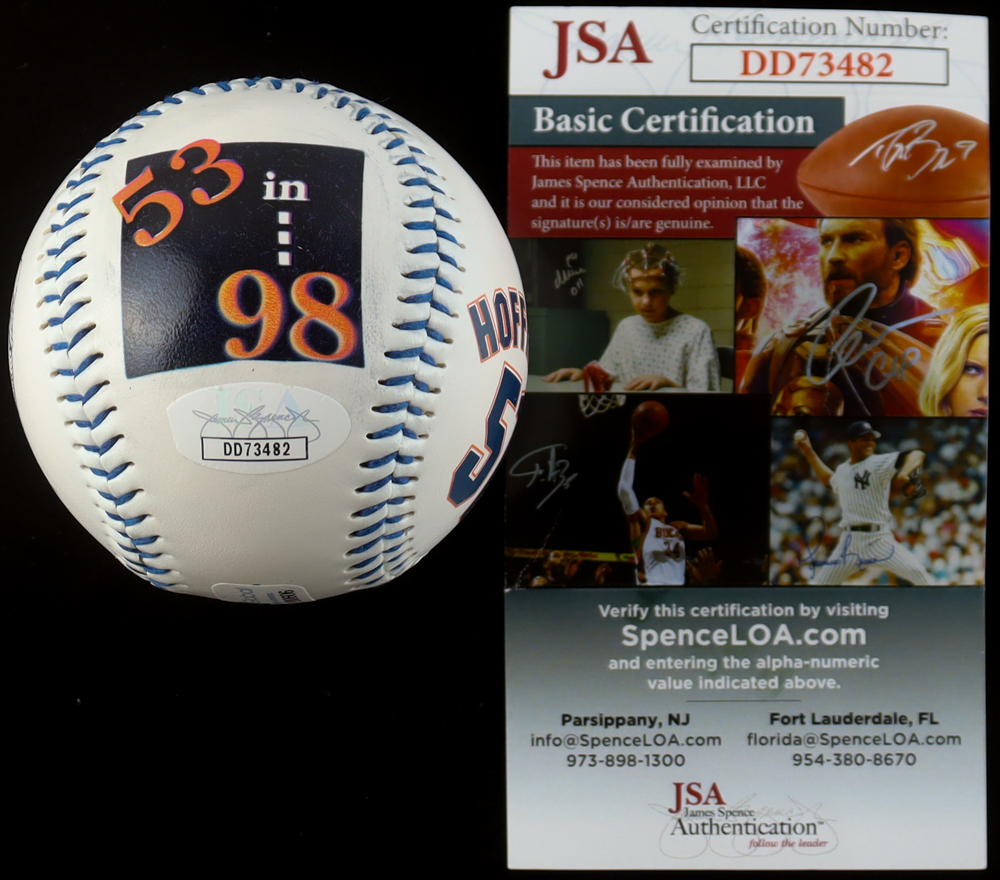 53 in
98
HOFF
5
DD73482
JSA
Certification Number:
DD73482
Basic Certification
This item has been fully examined by
James Spence Authentication, LLC
and it is our considered opinion that the
signature(s) is/are genuine.
Verify this certification by visiting
SpenceLOA.com
and entering the alpha-numeric
value indicated above.
Parsippany, NJ
info@SpenceLOA.com
973-898-1300
Fort Lauderdale, FL
florida@SpenceLOA.com
954-380-8670
JSA
James Spence
Authentication™
follow the leader